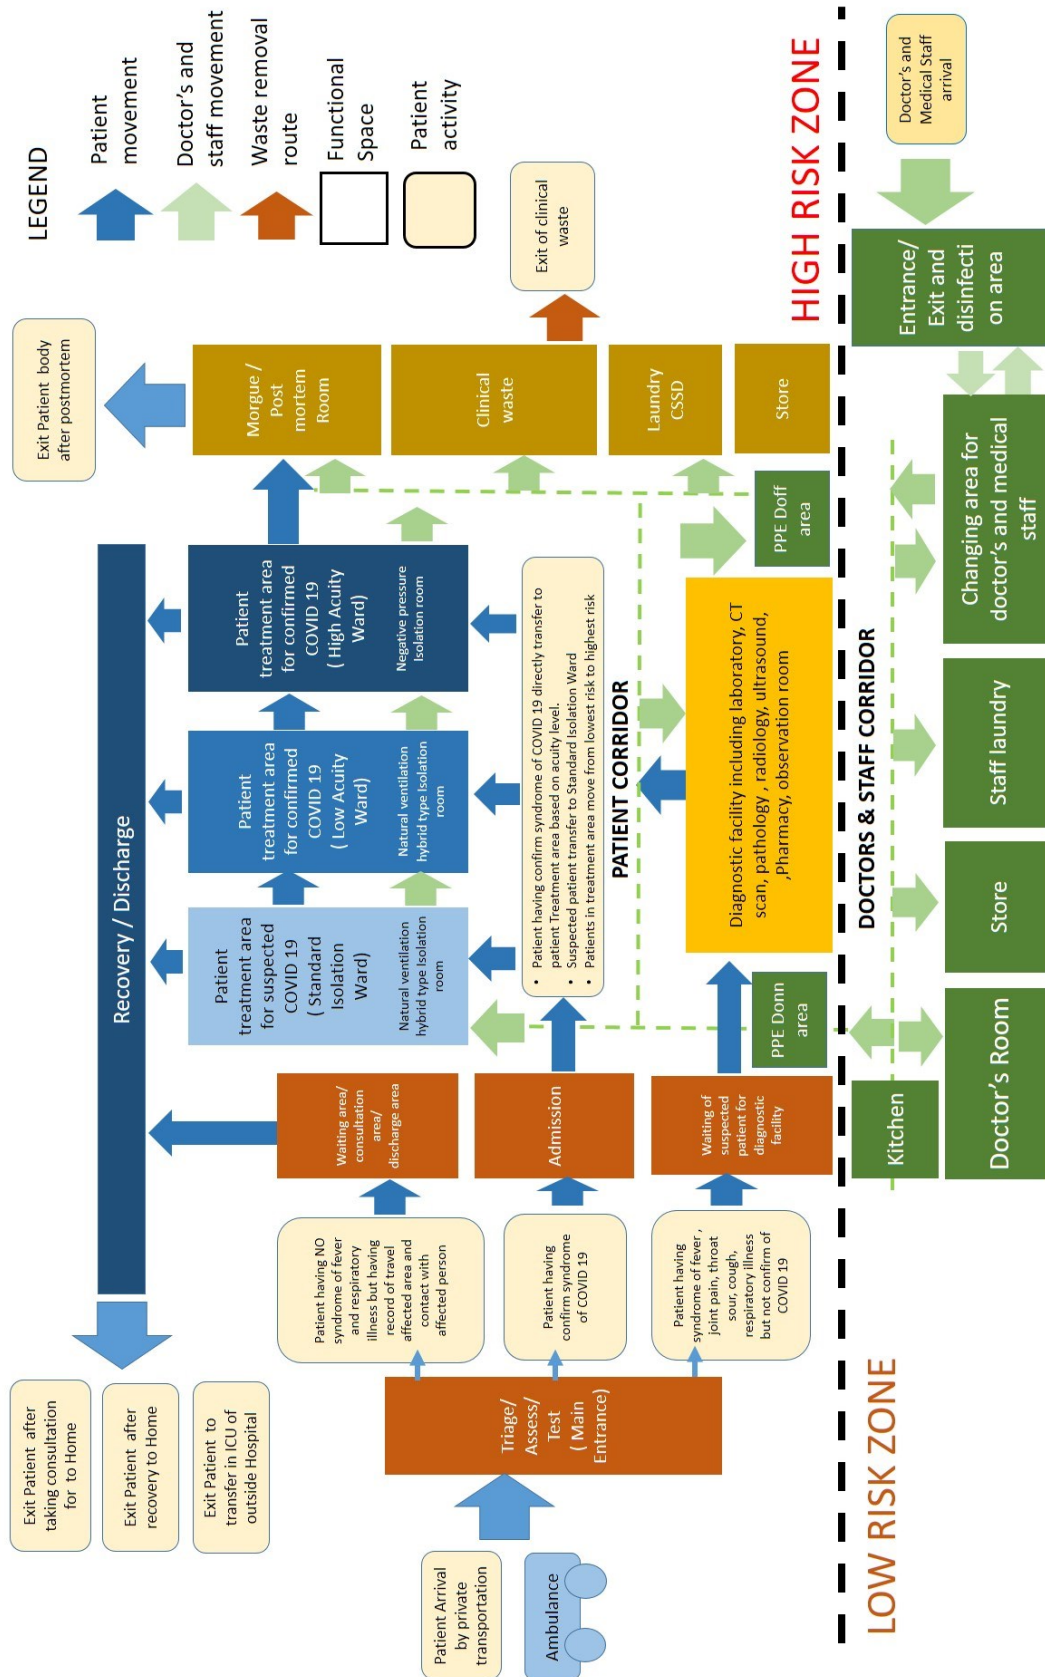 LEGEND
Patient
movement
Doctor's and
staff movement
Waste removal
route
Functional
Space
Patient
activity
Exit Patient after
taking consultation
for to Home
Exit Patient after
recovery to Home
Exit Patient to
transfer in ICU of
outside Hospital
Recovery / Discharge
Exit Patient body
after postmortem
Patient Arrival
by private
transportation
Ambulance
Triage/
Assess/
Test
( Main
Entrance)
Patient having NO
syndrome of fever
and respiratory
illness but having
record of travel
affected area and
contact with
affected person
Patient having
confirm syndrome
of COVID 19
Patient having
syndrome of fever ,
joint pain, throat
sour, cough,
respiratory illness
but not confirm of
COVID 19
Waiting area/
consultation
area/
discharge area
Admission
Waiting of
suspected
patient for
diagnostic
facility
Patient
treatment area
for suspected
COVID 19
( Standard
Isolation
Ward)
Natural ventilation
hybrid type Isolation
room
Patient
treatment area
for confirmed
COVID 19
( Low Acuity
Ward)
Natural ventilation
hybrid type Isolation
room
Patient
treatment area
for confirmed
COVID 19
( High Acuity
Ward)
Negative pressure
Isolation room
• Patient having confirm syndrome of COVID 19 directly transfer to
patient Treatment area based on acuity level.
• Suspected patient transfer to Standard Isolation Ward
• Patients in treatment area move from lowest risk to highest risk
PATIENT CORRIDOR
Morgue /
Post
mortem
Room
Clinical
waste
Laundry
CSSD
Store
Exit of clinical
waste
PPE Donn
area
Diagnostic facility including laboratory, CT
scan, pathology , radiology, ultrasound,
,Pharmacy, observation room
PPE Doff
area
LOW RISK ZONE
HIGH RISK ZONE
DOCTORS & STAFF CORRIDOR
Kitchen
Doctor's Room
Store
Staff laundry
Changing area for
doctor's and medical
staff
Entrance/
Exit and
disinfecti
on area
Doctor's and
Medical Staff
arrival